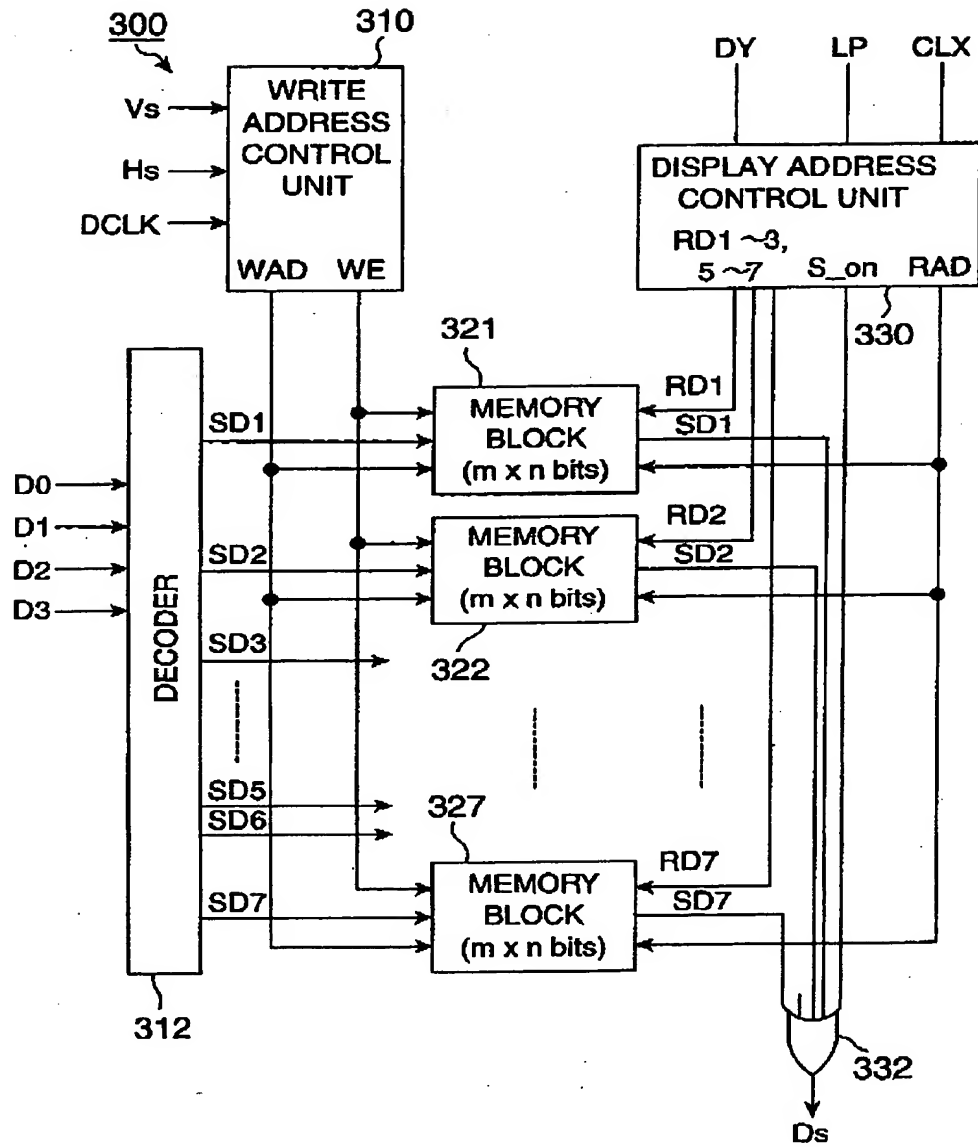 300
310
Vs
Hs
DCLK
WRITE
ADDRESS
CONTROL
UNIT
WAD WE
DY LP CLX
DISPLAY ADDRESS
CONTROL UNIT
RD1 ~3,
5 ~7 S_on RAD
330
321
MEMORY
BLOCK
(m x n bits)
SD1
RD1
SD1
D0
D1
D2
D3
DECODER
312
SD2
MEMORY
BLOCK
(m x n bits)
322
RD2
SD2
SD3
SD5
SD6
327
SD7
MEMORY
BLOCK
(m x n bits)
RD7
SD7
332
Ds